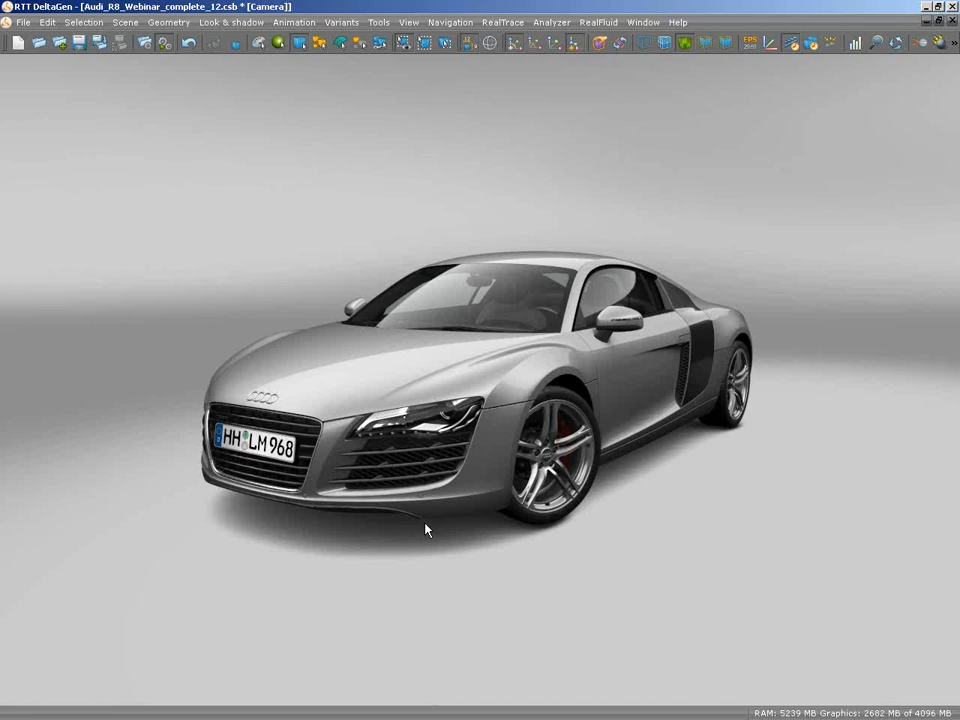 RTT DeltaGen - [Audi_R8_Webinar_complete_12.csb * [Camera]]
File Edit Selection Scene Geometry Look & shadow Animation Variants Tools View Navigation RealTrace Analyzer RealFluid Window Help
FPS
HH LM 968
RAM: 5239 MB Graphics: 2682 MB of 4096 MB